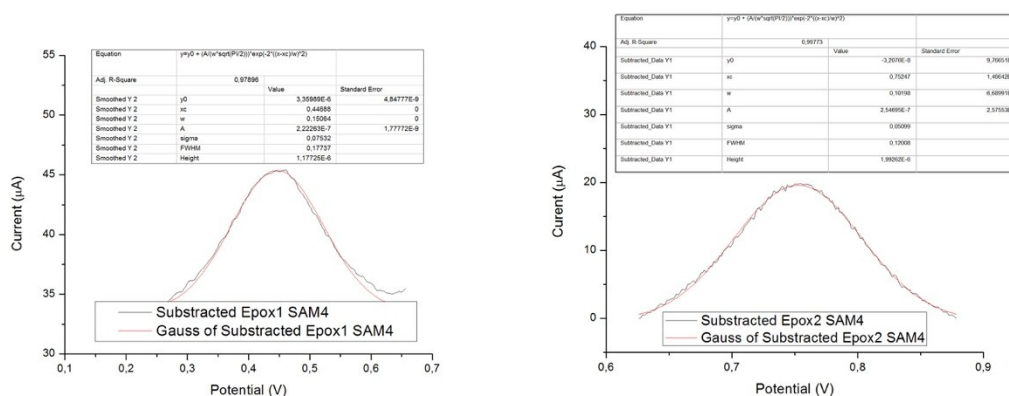 Equation y=y0 + (A/(w*sqrt(PI/2)))*exp(-2*((x-xc)/w)^2)
Adj. R-Square 0,97896
Value Standard Error
Smoothed Y 2 y0 3,35989E-6 4,84777E-9
Smoothed Y 2 xc 0,44688 0
Smoothed Y 2 w 0,15064 0
Smoothed Y 2 A 2,22263E-7 1,77772E-9
Smoothed Y 2 sigma 0,07532
Smoothed Y 2 FWHM 0,17737
Smoothed Y 2 Height 1,17725E-6
55
50
45
40
35
30
Current (µA)
Substracted Epox1 SAM4
Gauss of Substracted Epox1 SAM4
0,1 0,2 0,3 0,4 0,5 0,6 0,7
Potential (V)
Equation y=y0 + (A/(w*sqrt(PI/2)))*exp(-2*((x-xc)/w)^2)
Adj. R-Square 0,99773
Value Standard Error
Subtracted_Data Y1 y0 -3,2076E-8
Subtracted_Data Y1 xc 0,75247
Subtracted_Data Y1 w 0,10198
Subtracted_Data Y1 A 2,54695E-7
Subtracted_Data Y1 sigma 0,05099
Subtracted_Data Y1 FWHM 0,12008
Subtracted_Data Y1 Height 1,99262E-6
40
30
20
10
0
Current (µA)
Substracted Epox2 SAM4
Gauss of Substracted Epox2 SAM4
0,6 0,7 0,8 0,9
Potential (V)